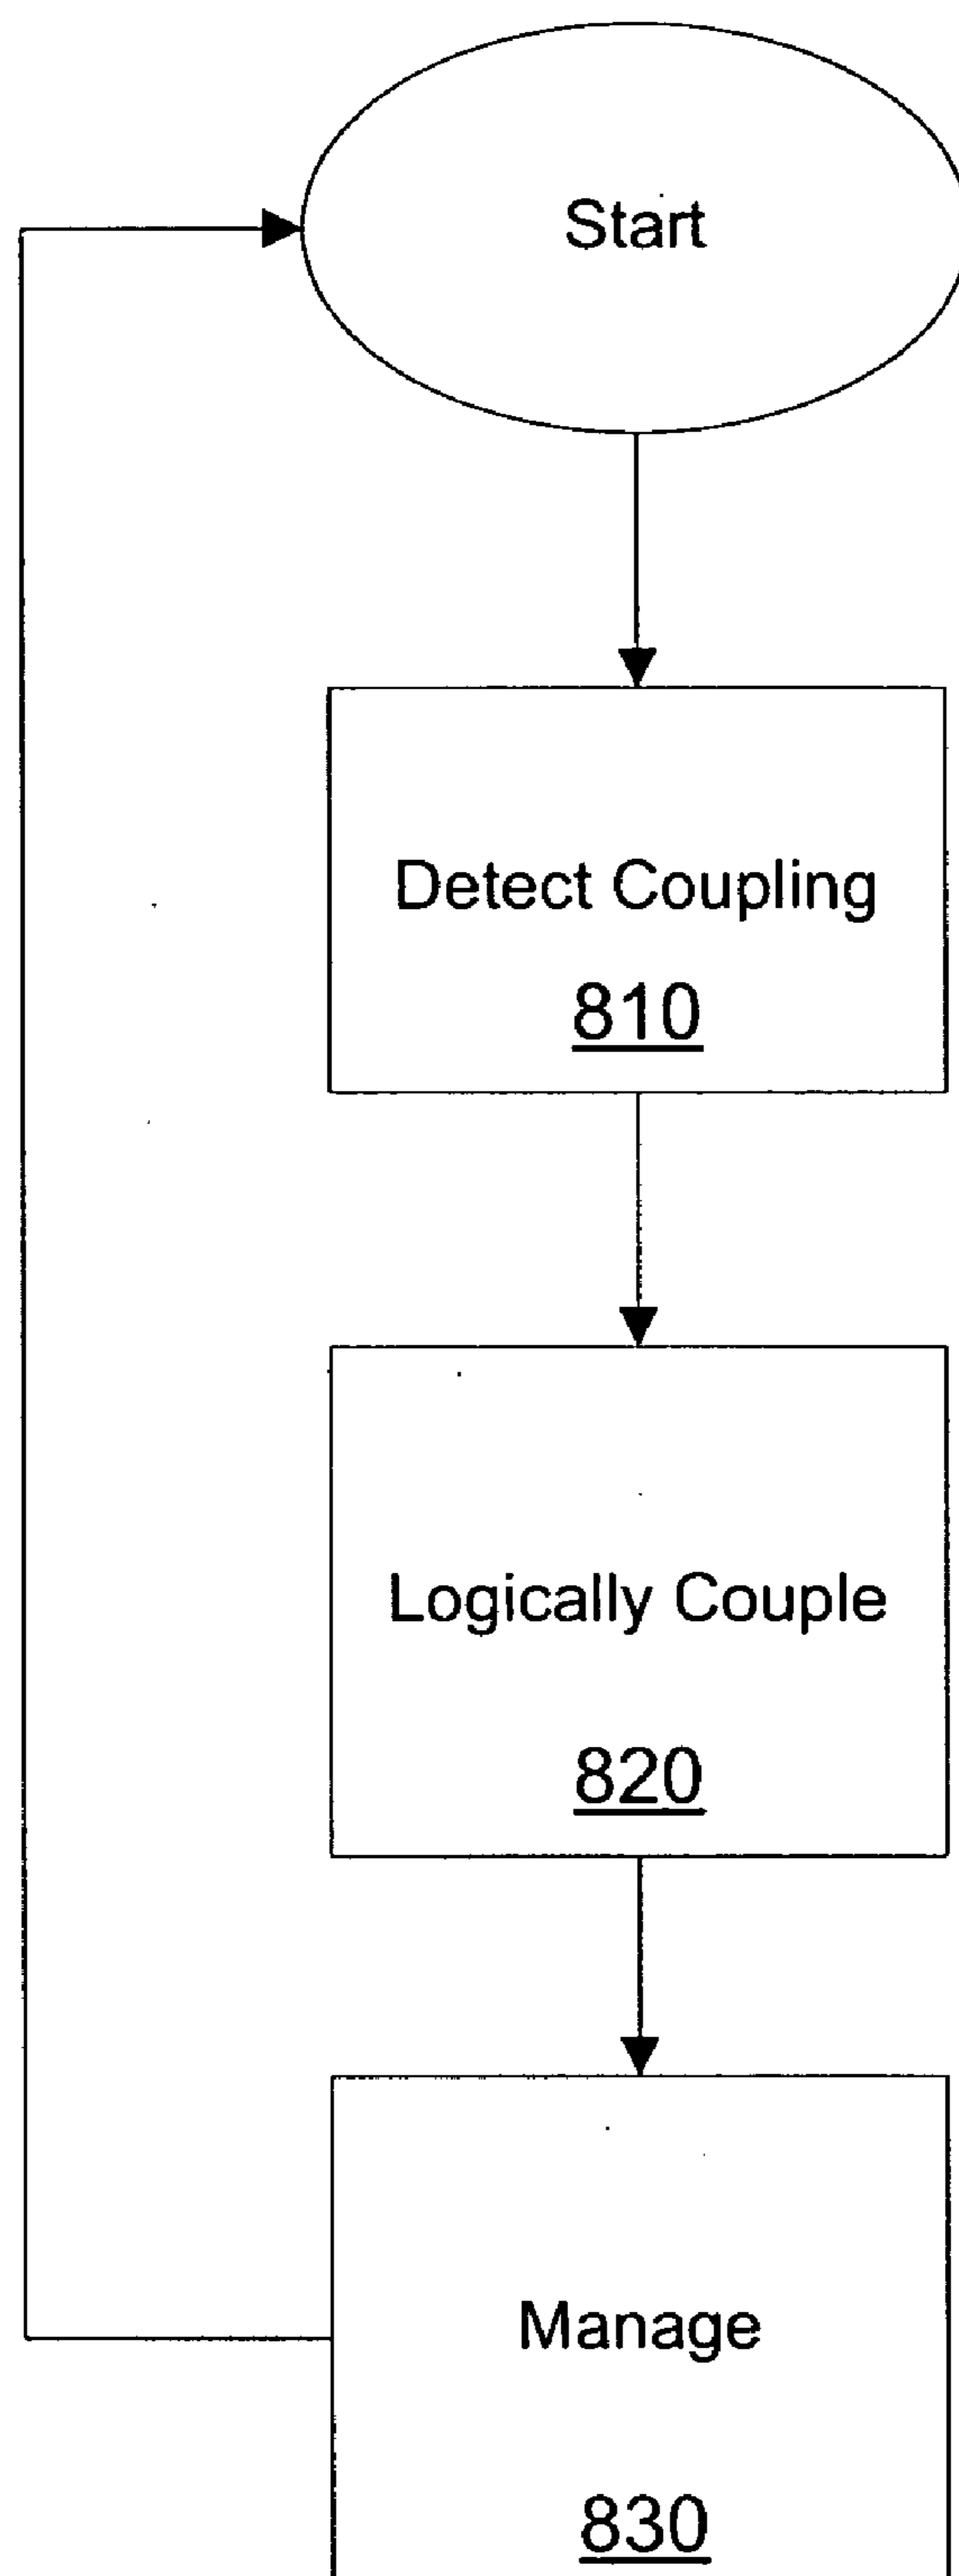 Start
Detect Coupling
810
Logically Couple
820
Manage
830